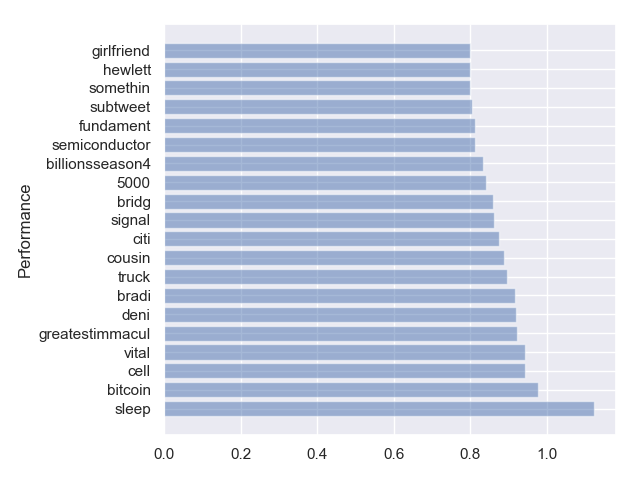 girlfriend
hewlett
somethin
subtweet
fundament
semiconductor
billionsseason4
5000
bridg
signal
citi
cousin
truck
bradi
deni
greatestimmacul
vital
cell
bitcoin
sleep
Performance
0.0 0.2 0.4 0.6 0.8 1.0